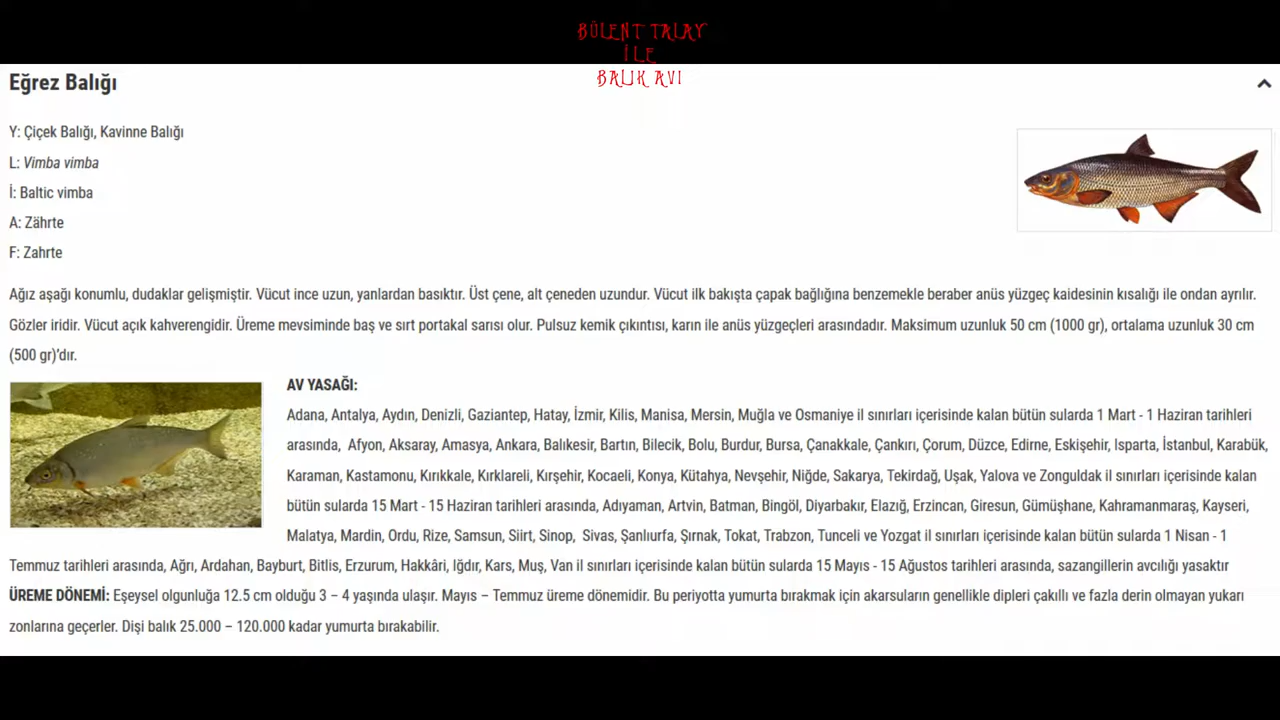 BÜLENT TALAY
İLE
BALIK AVI
Eğrez Balığı
Y: Çiçek Balığı, Kavinne Balığı
L: Vimba vimba
İ: Baltic vimba
A: Zährte
F: Zahrte
Ağız aşağı konumlu, dudaklar gelişmiştir. Vücut ince uzun, yanlardan basıktır. Üst çene, alt çeneden uzundur. Vücut ilk bakışta çapak bağlığına benzemekle beraber anüs yüzgeç kaidesinin kısalığı ile ondan ayrılır.
Gözler iridir. Vücut açık kahverengidir. Üreme mevsiminde baş ve sırt portakal sarısı olur. Pulsuz kemik çıkıntısı, karın ile anüs yüzgeçleri arasındadır. Maksimum uzunluk 50 cm (1000 gr), ortalama uzunluk 30 cm
(500 gr)'dır.
AV YASAĞI:
Adana, Antalya, Aydın, Denizli, Gaziantep, Hatay, İzmir, Kilis, Manisa, Mersin, Muğla ve Osmaniye il sınırları içerisinde kalan bütün sularda 1 Mart - 1 Haziran tarihleri
arasında, Afyon, Aksaray, Amasya, Ankara, Balıkesir, Bartın, Bilecik, Bolu, Burdur, Bursa, Çanakkale, Çankırı, Çorum, Düzce, Edirne, Eskişehir, Isparta, İstanbul, Karabük,
Karaman, Kastamonu, Kırıkkale, Kırklareli, Kırşehir, Kocaeli, Konya, Kütahya, Nevşehir, Niğde, Sakarya, Tekirdağ, Uşak, Yalova ve Zonguldak il sınırları içerisinde kalan
bütün sularda 15 Mart - 15 Haziran tarihleri arasında, Adıyaman, Artvin, Batman, Bingöl, Diyarbakır, Elazığ, Erzincan, Giresun, Gümüşhane, Kahramanmaraş, Kayseri,
Malatya, Mardin, Ordu, Rize, Samsun, Siirt, Sinop, Sivas, Şanlıurfa, Şırnak, Tokat, Trabzon, Tunceli ve Yozgat il sınırları içerisinde kalan bütün sularda 1 Nisan - 1
Temmuz tarihleri arasında, Ağrı, Ardahan, Bayburt, Bitlis, Erzurum, Hakkâri, Iğdır, Kars, Muş, Van il sınırları içerisinde kalan bütün sularda 15 Mayıs - 15 Ağustos tarihleri arasında, sazangillerin avcılığı yasaktır
ÜREME DÖNEMİ: Eşeysel olgunluğa 12.5 cm olduğu 3 – 4 yaşında ulaşır. Mayıs – Temmuz üreme dönemidir. Bu periyotta yumurta bırakmak için akarsuların genellikle dipleri çakıllı ve fazla derin olmayan yukarı
zonlarına geçerler. Dişi balık 25.000 – 120.000 kadar yumurta bırakabilir.